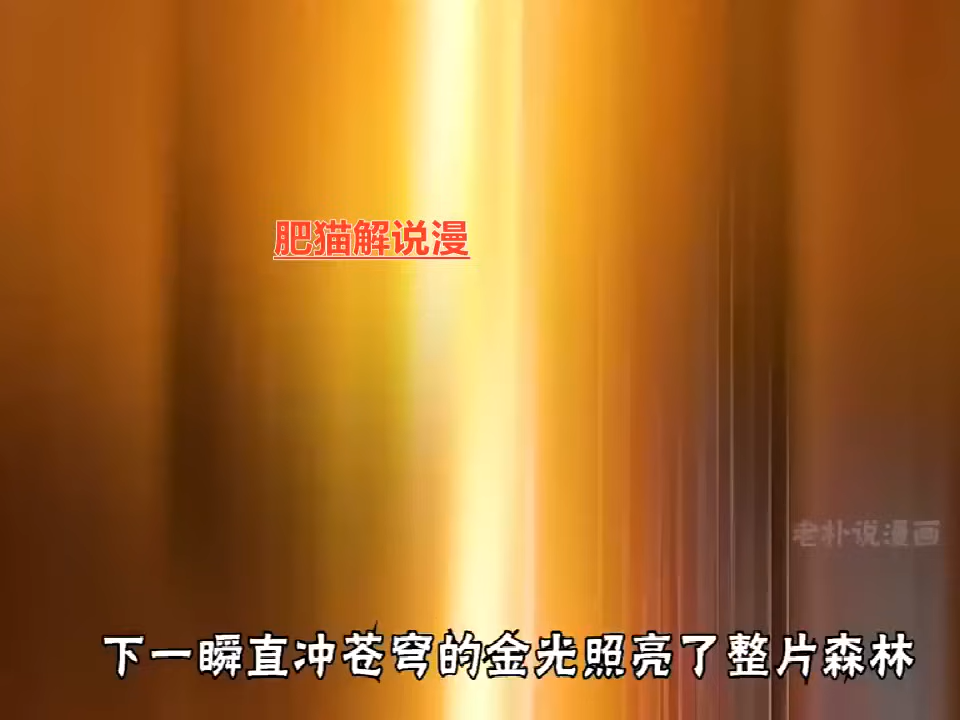 肥猫解说漫
老朴说漫画
下一瞬直冲苍穹的金光照亮了整片森林